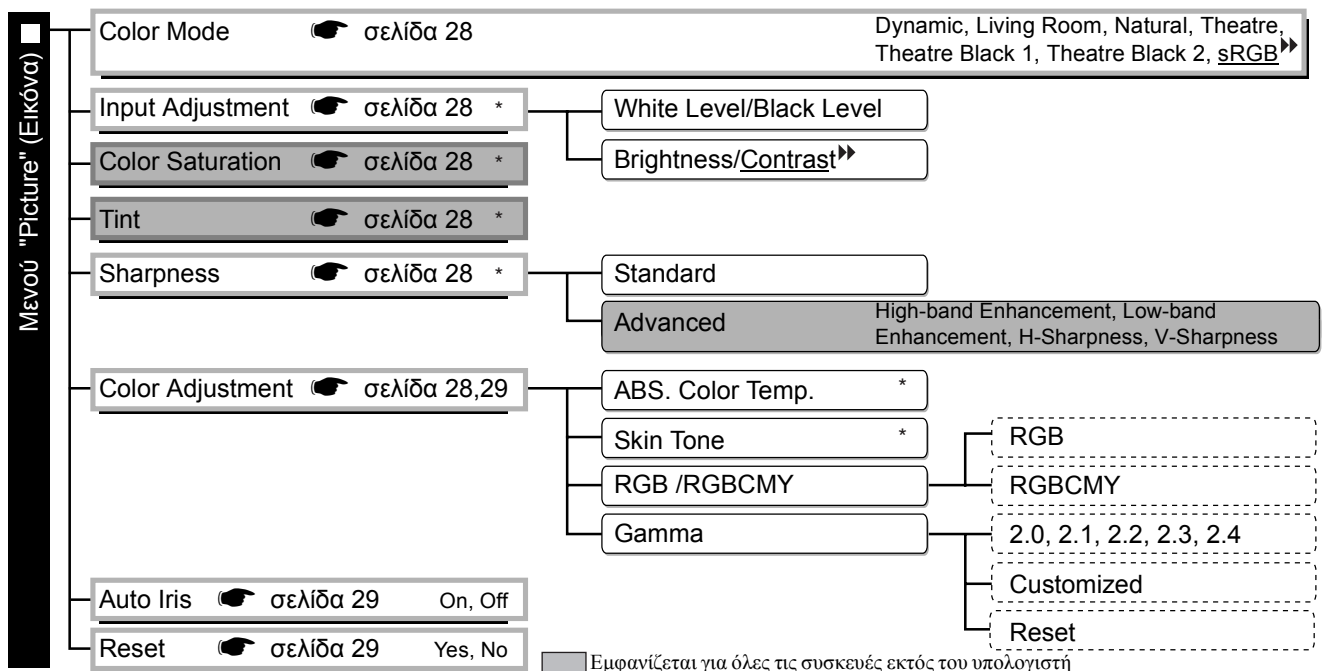 Μενού "Picture" (Εικόνα)
Color Mode ☛ σελίδα 28 Dynamic, Living Room, Natural, Theatre,
Theatre Black 1, Theatre Black 2, sRGB
Input Adjustment ☛ σελίδα 28 * White Level/Black Level
Brightness/Contrast
Color Saturation ☛ σελίδα 28 *
Tint ☛ σελίδα 28 *
Sharpness ☛ σελίδα 28 * Standard
Advanced High-band Enhancement, Low-band
Enhancement, H-Sharpness, V-Sharpness
Color Adjustment ☛ σελίδα 28,29 ABS. Color Temp. *
Skin Tone *
RGB /RGBCMY
RGB
RGBCMY
Gamma 2.0, 2.1, 2.2, 2.3, 2.4
Customized
Reset
Auto Iris ☛ σελίδα 29 On, Off
Reset ☛ σελίδα 29 Yes, No
Εμφανίζεται για όλες τις συσκευές εκτός του υπολογιστή